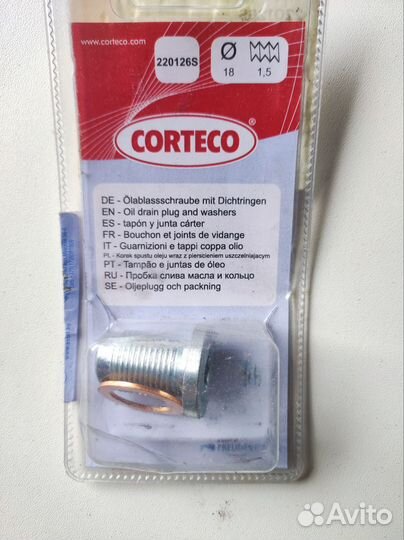 www.corteco.com
220126S
18
1,5
CORTECO
DE - Ölablassschraube mit Dichtringen
EN - Oil drain plug and washers
ES - tapón y junta cárter
FR - Bouchon et joints de vidange
IT - Guarnizioni e tappi coppa olio
PL - Korek spustu oleju wraz z pierscieniem uszczelniajacym
PT - Tampão e juntas de óleo
RU - Пробка слива масла и кольцо
SE - Oljeplugg och packning
Avito